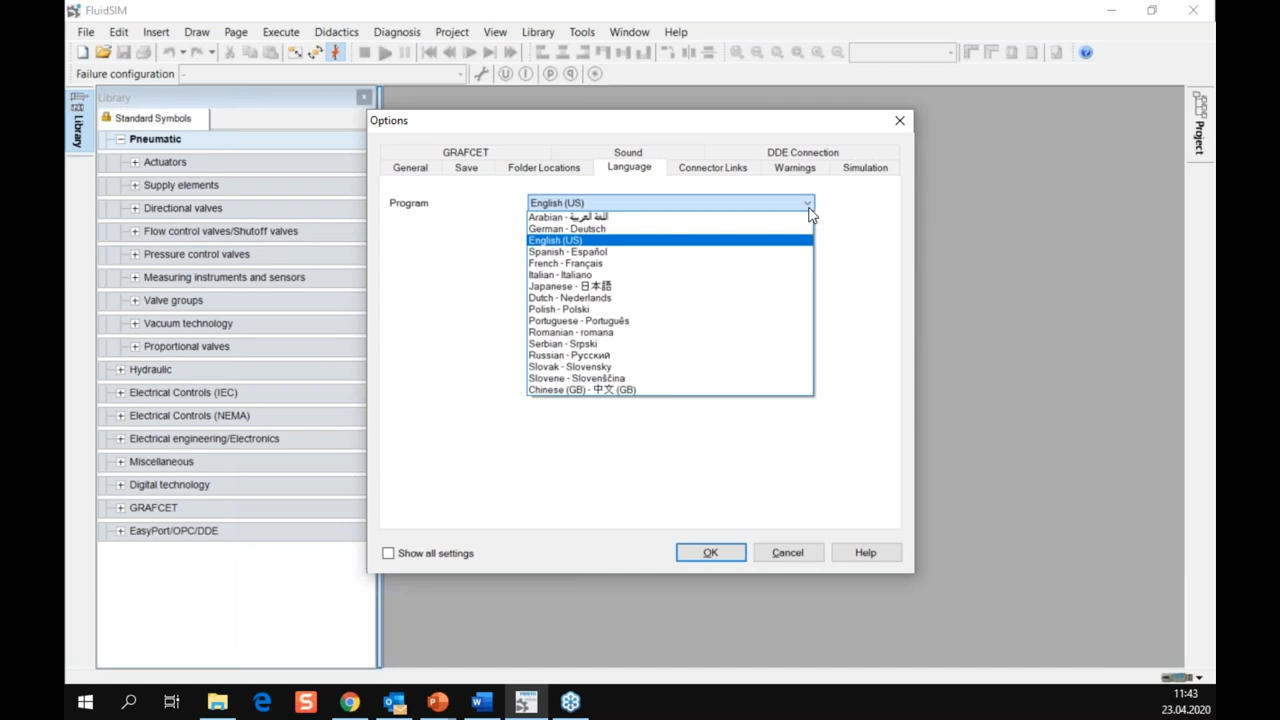 FluidSIM
File Edit Insert Draw Page Execute Didactics Diagnosis Project View Library Tools Window Help
Failure configuration -
Library
Library
Standard Symbols
Pneumatic
Actuators
Supply elements
Directional valves
Flow control valves/Shutoff valves
Pressure control valves
Measuring instruments and sensors
Valve groups
Vacuum technology
Proportional valves
Hydraulic
Electrical Controls (IEC)
Electrical Controls (NEMA)
Electrical engineering/Electronics
Miscellaneous
Digital technology
GRAFCET
EasyPort/OPC/DDE
Options
GRAFCET Sound DDE Connection
General Save Folder Locations Language Connector Links Warnings Simulation
Program English (US)
Arabian - اللغة العربية
German - Deutsch
English (US)
Spanish - Español
French - Français
Italian - Italiano
Japanese - 日本語
Dutch - Nederlands
Polish - Polski
Portuguese - Português
Romanian - romana
Serbian - Srpski
Russian - Русский
Slovak - Slovensky
Slovene - Slovenščina
Chinese (GB) - 中文 (GB)
Show all settings OK Cancel Help
Project
11:43
23.04.2020